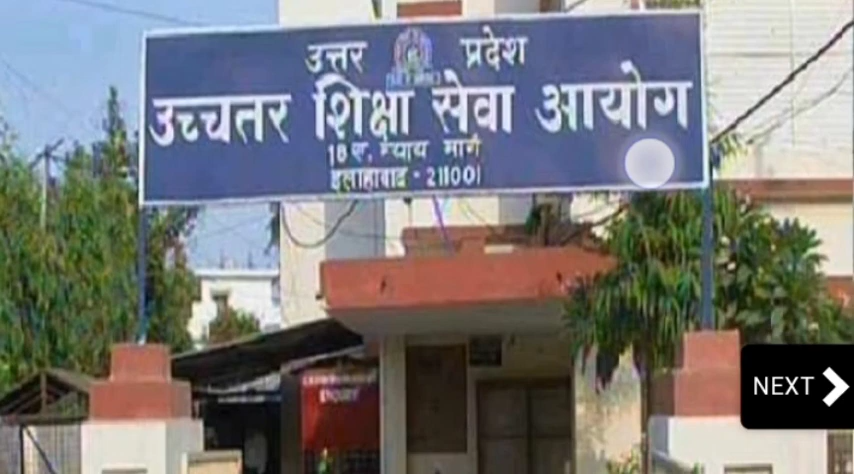 उत्तर प्रदेश
उच्चतर शिक्षा सेवा आयोग
18 ए, न्याय मार्ग
इलाहाबाद - 211001
NEXT